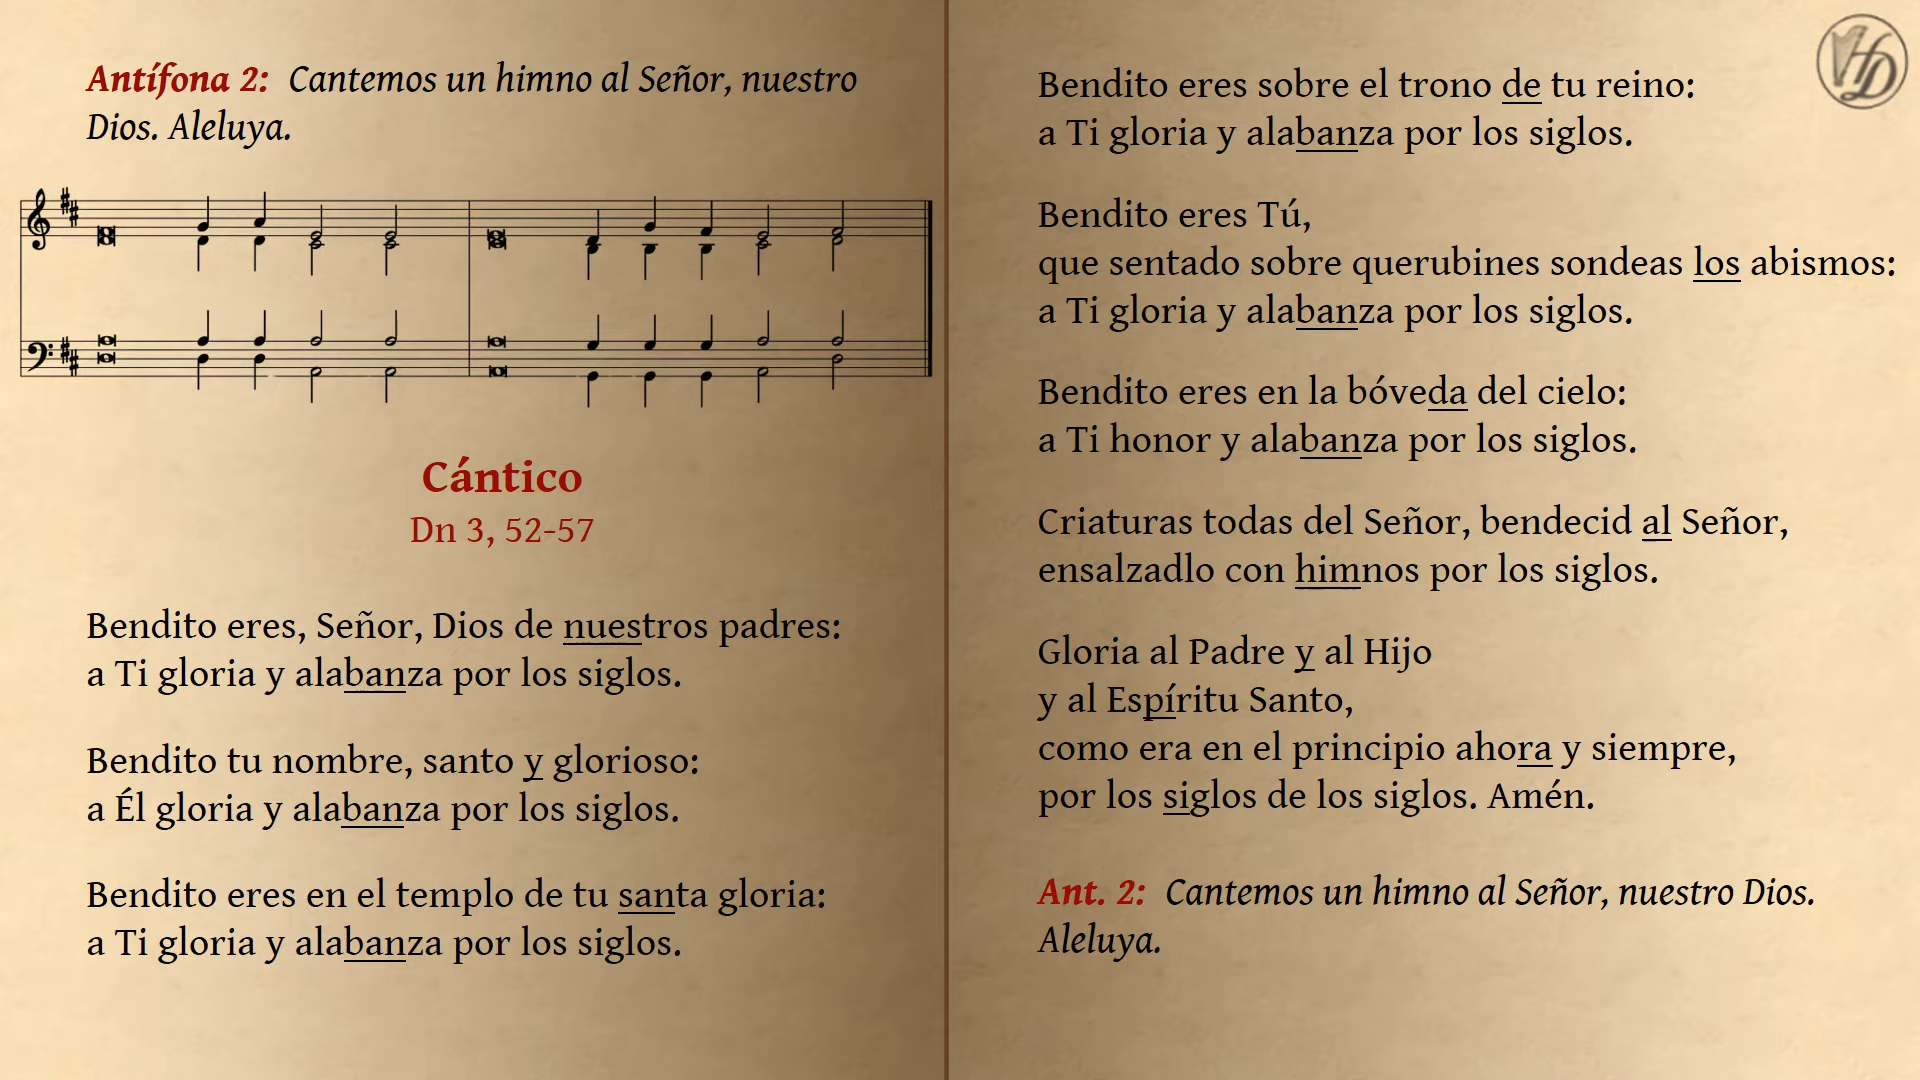 Antífona 2: Cantemos un himno al Señor, nuestro
Dios. Aleluya.
Cántico
Dn 3, 52-57
Bendito eres, Señor, Dios de nuestros padres:
a Ti gloria y alabanza por los siglos.
Bendito tu nombre, santo y glorioso:
a Él gloria y alabanza por los siglos.
Bendito eres en el templo de tu santa gloria:
a Ti gloria y alabanza por los siglos.
HD
Bendito eres sobre el trono de tu reino:
a Ti gloria y alabanza por los siglos.
Bendito eres Tú,
que sentado sobre querubines sondeas los abismos:
a Ti gloria y alabanza por los siglos.
Bendito eres en la bóveda del cielo:
a Ti honor y alabanza por los siglos.
Criaturas todas del Señor, bendecid al Señor,
ensalzadlo con himnos por los siglos.
Gloria al Padre y al Hijo
y al Espíritu Santo,
como era en el principio ahora y siempre,
por los siglos de los siglos. Amén.
Ant. 2: Cantemos un himno al Señor, nuestro Dios.
Aleluya.